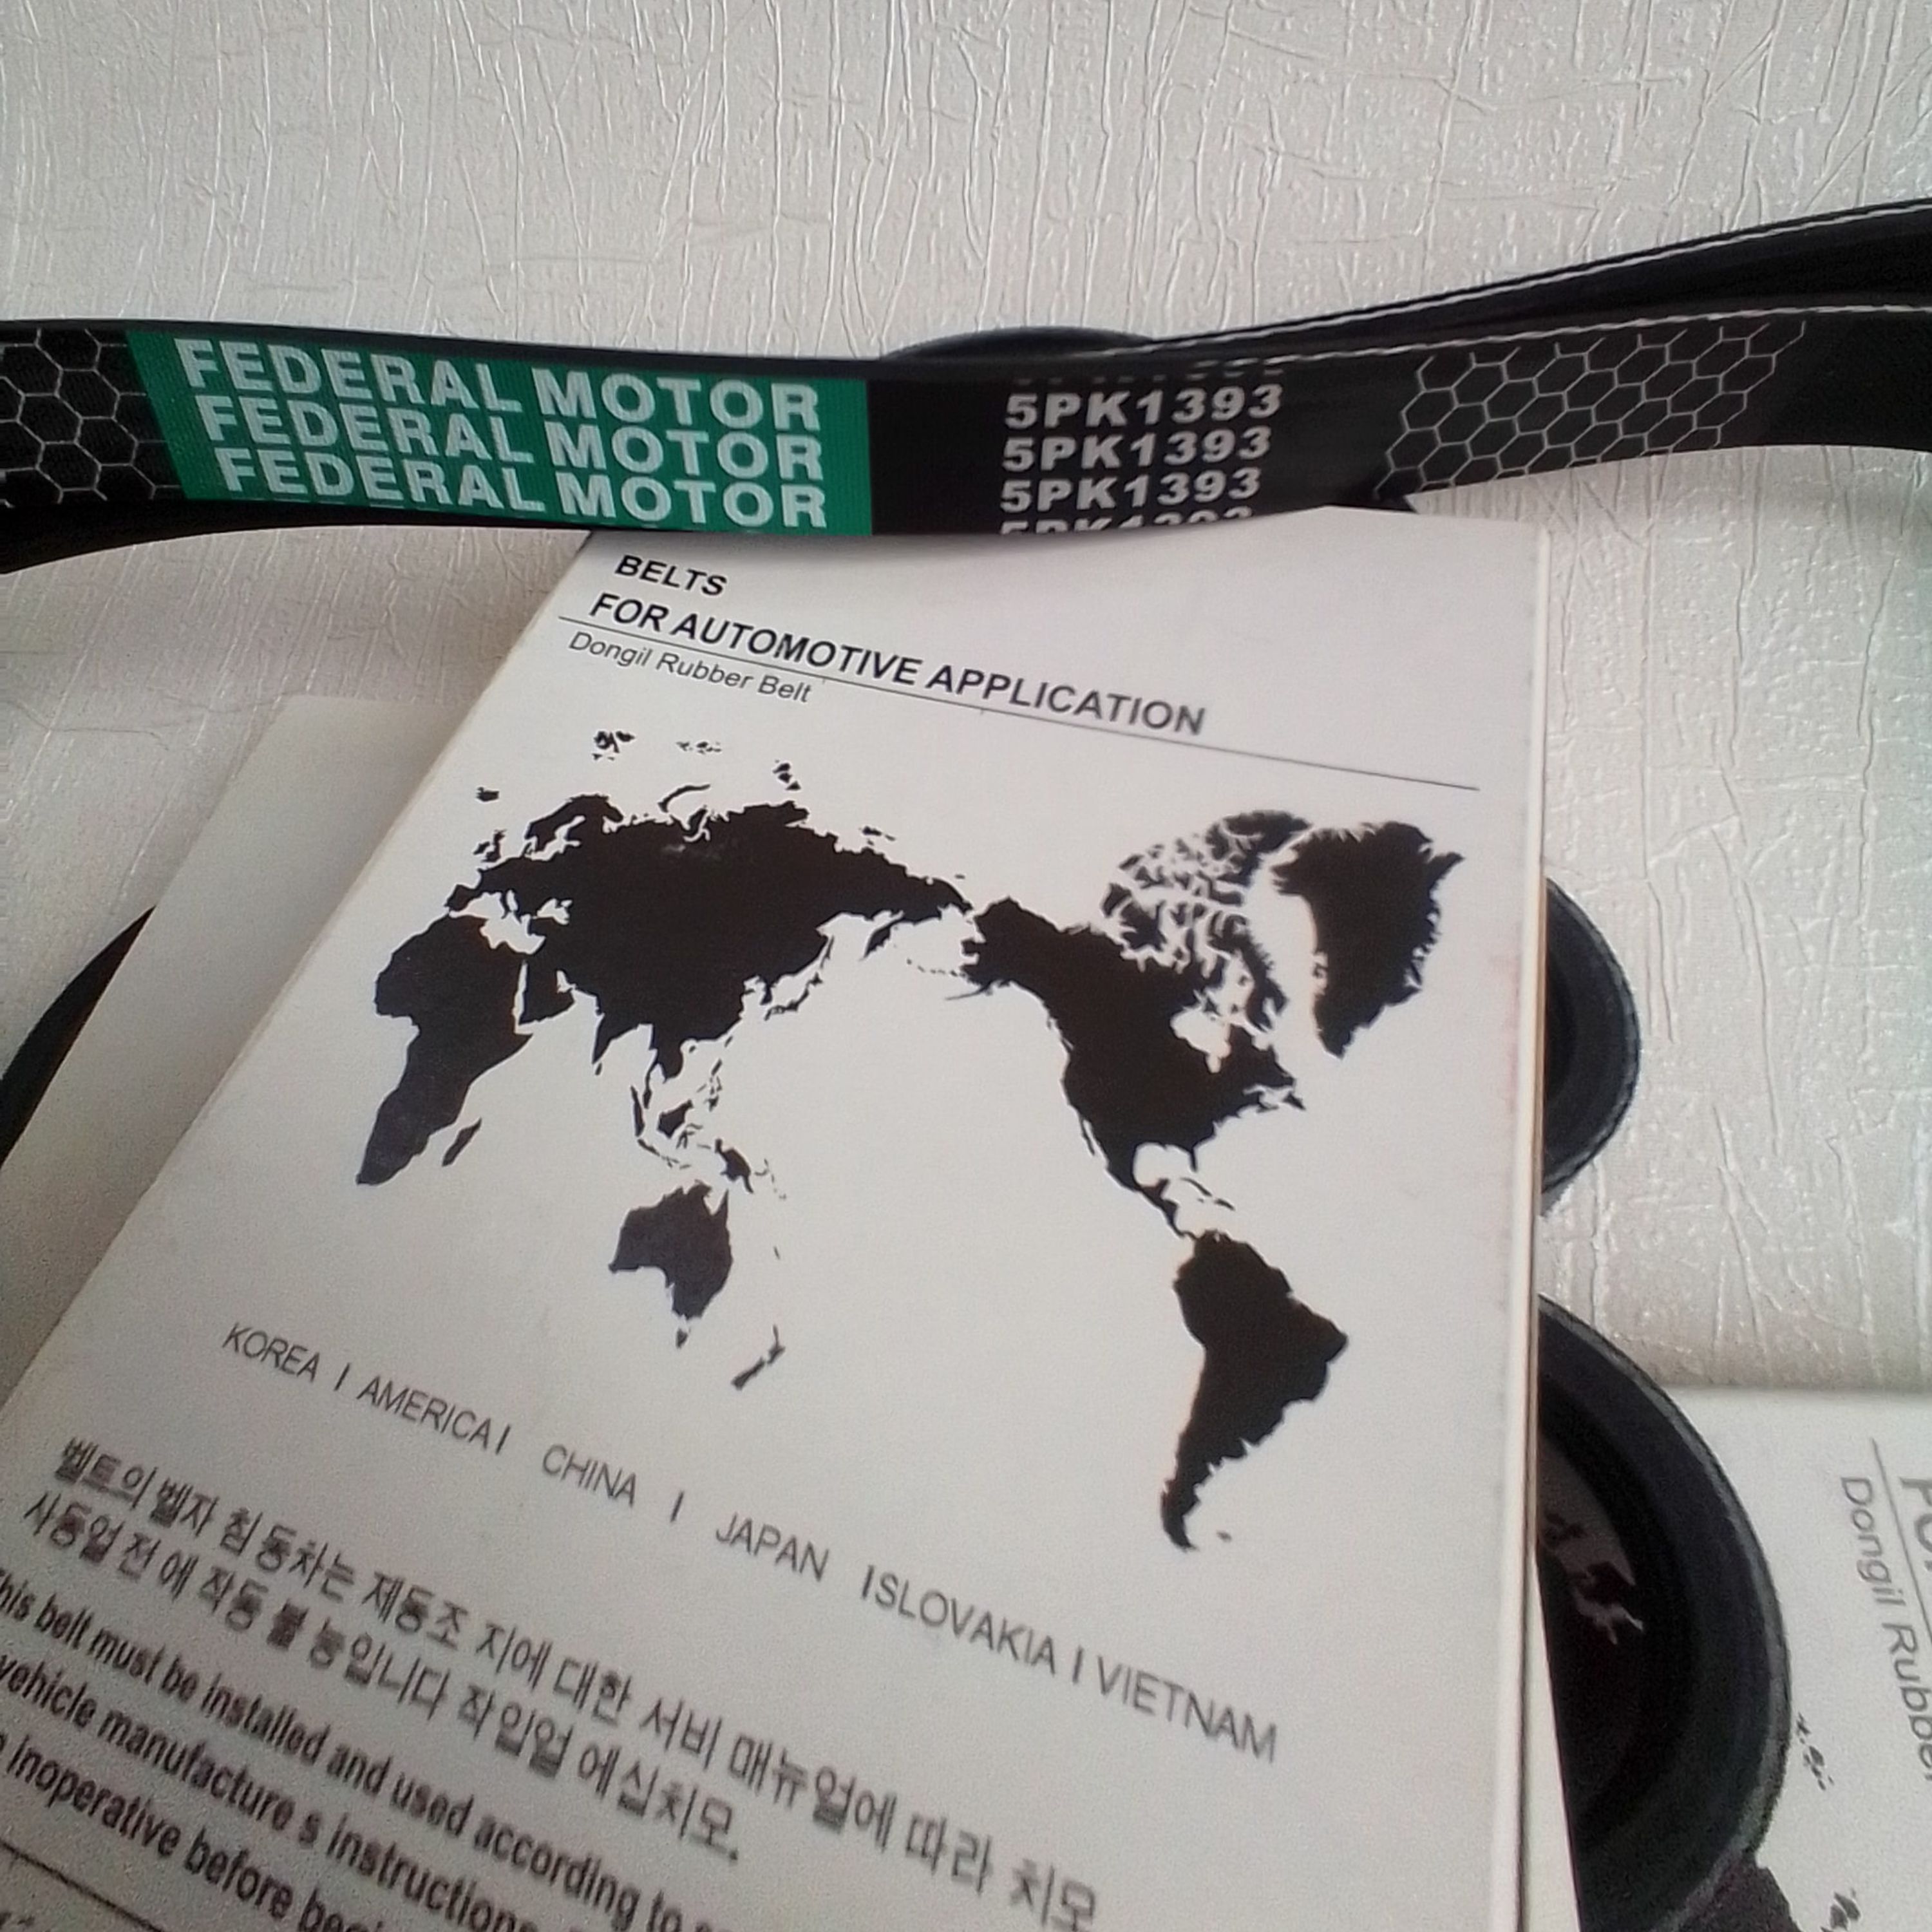 FEDERAL MOTOR
FEDERAL MOTOR
FEDERAL MOTOR
5PK1393
5PK1393
5PK1393
BELTS
FOR AUTOMOTIVE APPLICATION
Dongil Rubber Belt
KOREA I AMERICA I CHINA I JAPAN I SLOVAKIA I VIETNAM
벨트의 벨자 침 동차는 제동조 지에 대한 서비 매뉴얼에 따라 치모
사동얼 전 에 작동 불 능입니다 작입업 에십치모.
This belt must be installed and used according to
vehicle manufacture s instructions
inoperative before
Dongil Rubber